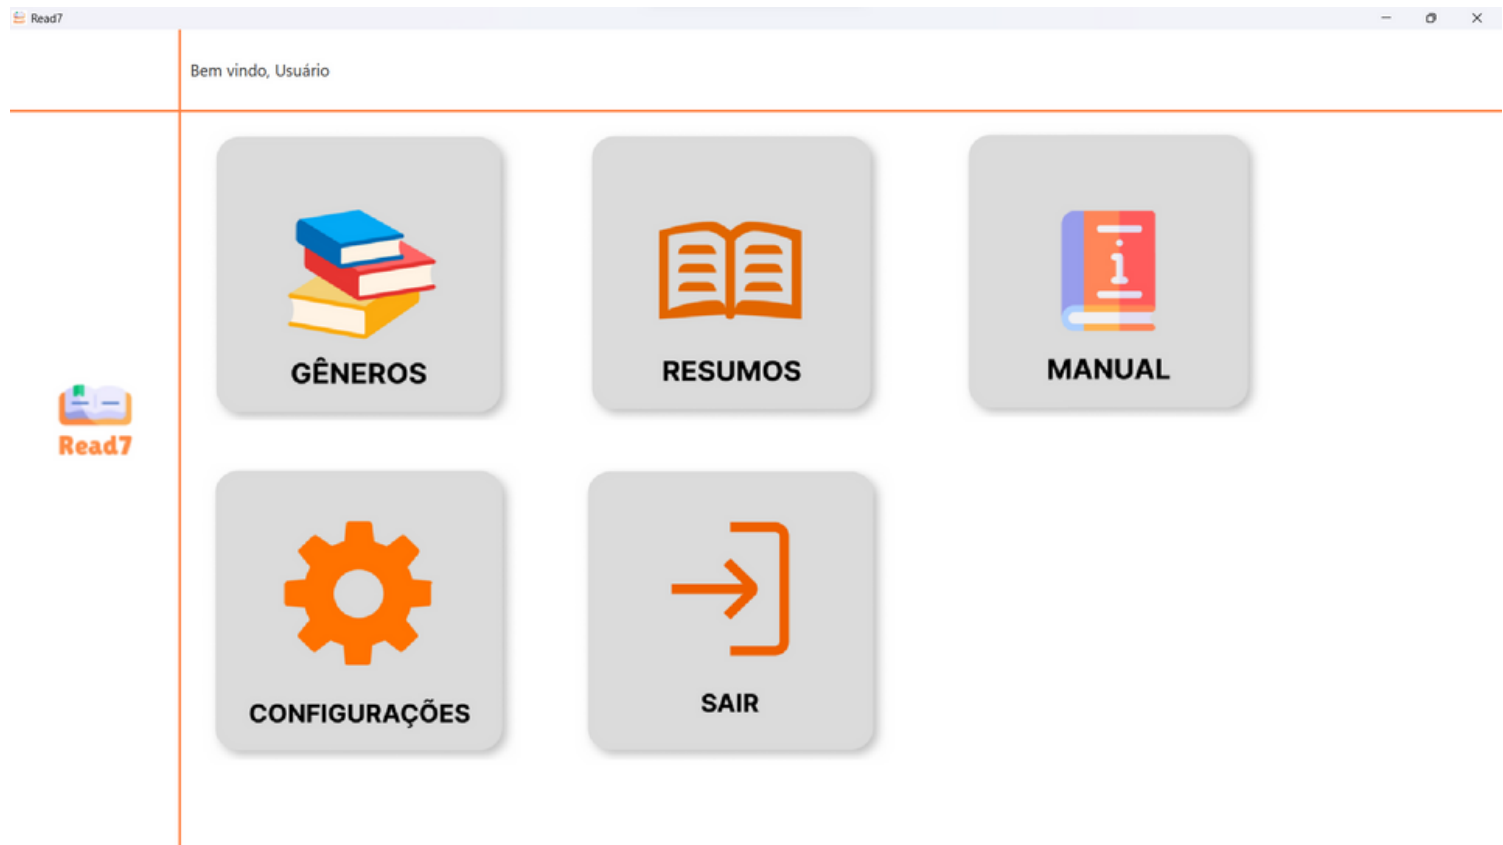 Read7
Bem vindo, Usuário
GÊNEROS
RESUMOS
MANUAL
Read7
CONFIGURAÇÕES
SAIR